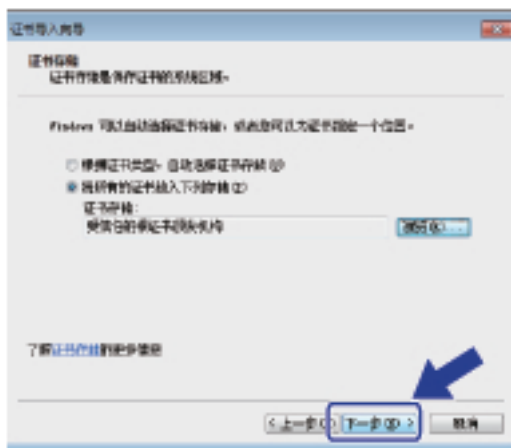 证书导入向导
证书存储
证书存储是保存证书的系统区域。
Windows 可以自动选择证书存储，或者您可以为证书指定一个位置。
根据证书类型，自动选择证书存储(U)
将所有的证书放入下列存储(P)
证书存储:
受信任的根证书颁发机构
浏览(R)...
了解证书存储的更多信息
< 上一步(B)
下一步(N) >
取消